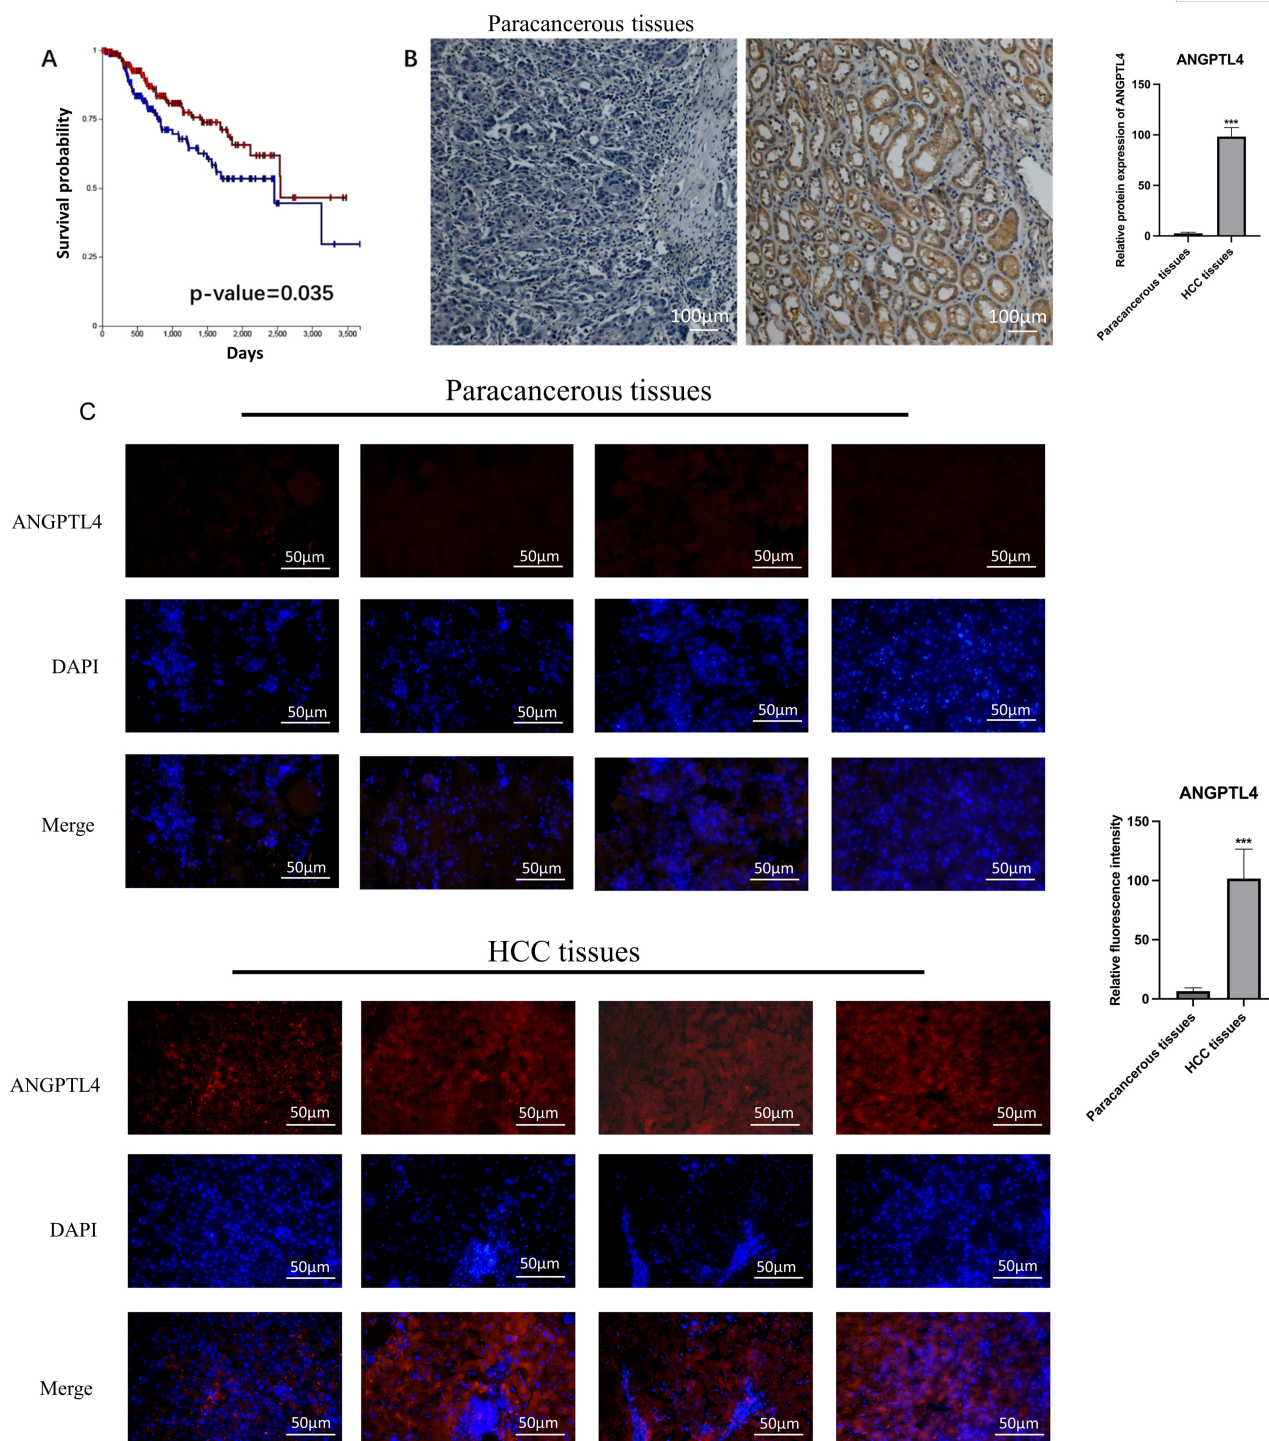 A
Survival probability
1
0.75
0.5
0.25
0
0 500 1,000 1,500 2,000 2,500 3,000 3,500
Days
p-value=0.035
B
Paracancerous tissues
100μm
100μm
ANGPTL4
Relative protein expression of ANGPTL4
150
100
50
0
***
Paracancerous tissues
HCC tissues
C
Paracancerous tissues
ANGPTL4
50μm 50μm 50μm 50μm
DAPI
50μm 50μm 50μm 50μm
Merge
50μm 50μm 50μm 50μm
HCC tissues
ANGPTL4
50μm 50μm 50μm 50μm
DAPI
50μm 50μm 50μm 50μm
Merge
50μm 50μm 50μm 50μm
ANGPTL4
Relative fluorescence intensity
150
100
50
0
***
Paracancerous tissues
HCC tissues